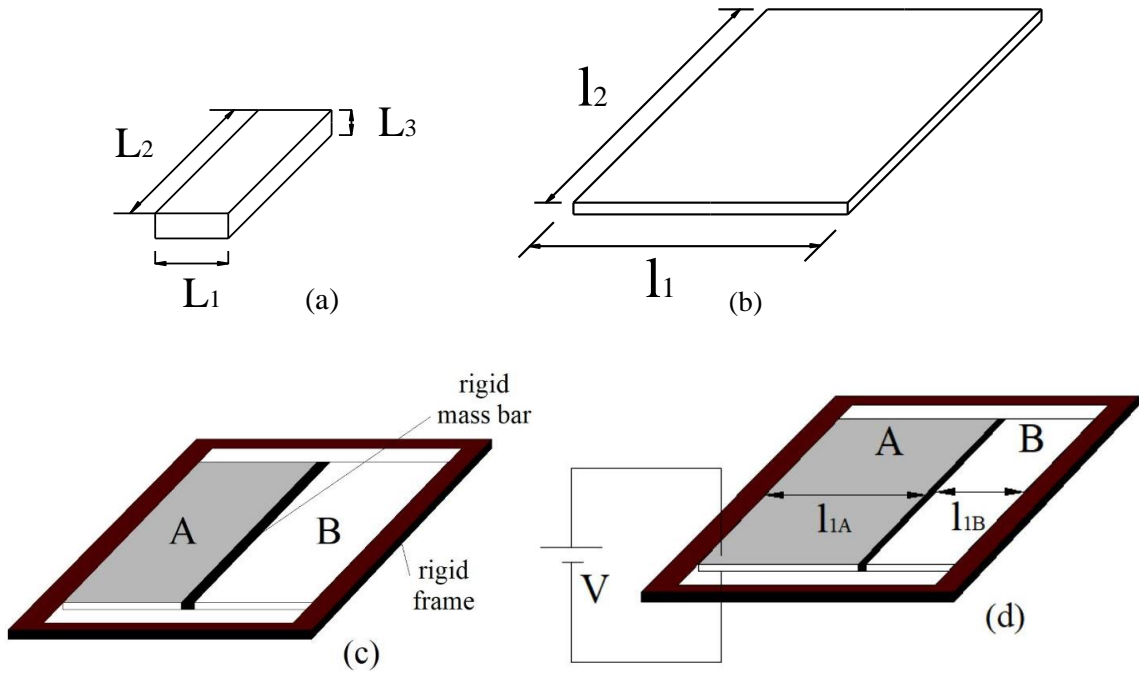 l2
L2
L3
L1
(a)
l1
(b)
rigid
mass bar
A
B
rigid
frame
(c)
A
B
l1A
l1B
V
(d)